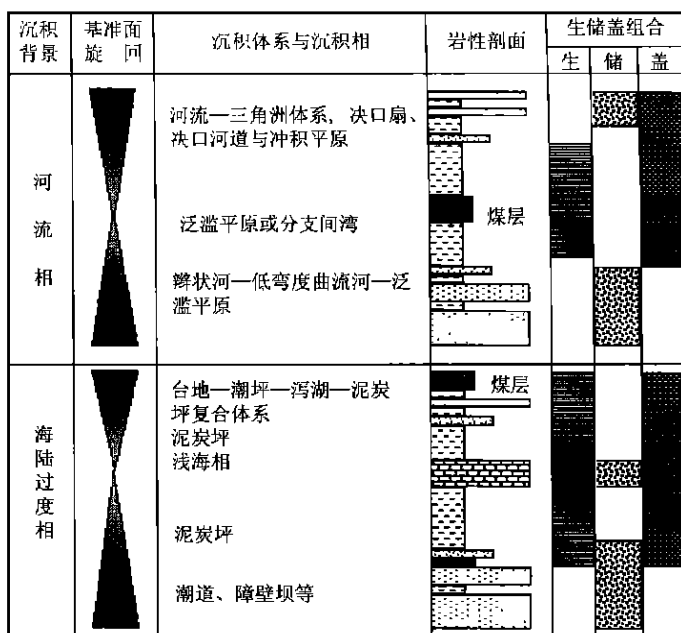 沉积背景
基准面旋回
沉积体系与沉积相
岩性剖面
生储盖组合
生 储 盖
河流相
河流—三角洲体系，决口扇、
决口河道与冲积平原
泛滥平原或分支间湾
煤层
辫状河—低弯度曲流河—泛
滥平原
海陆过度相
台地—潮坪—泻湖—泥炭
坪复合体系
煤层
泥炭坪
浅海相
泥炭坪
潮道、障壁坝等